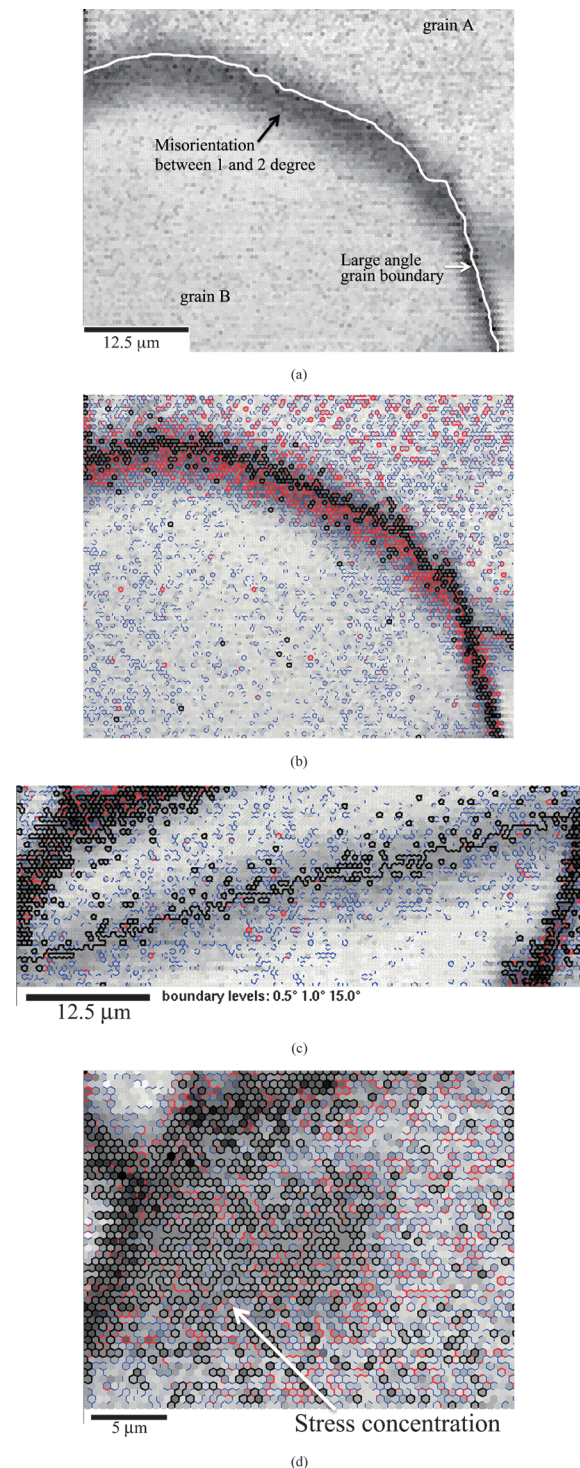 grain A
Misorientation
between 1 and 2 degree
Large angle
grain boundary
grain B
12.5 µm
(a)
(b)
12.5 µm
boundary levels: 0.5° 1.0° 15.0°
(c)
5 µm
Stress concentration
(d)